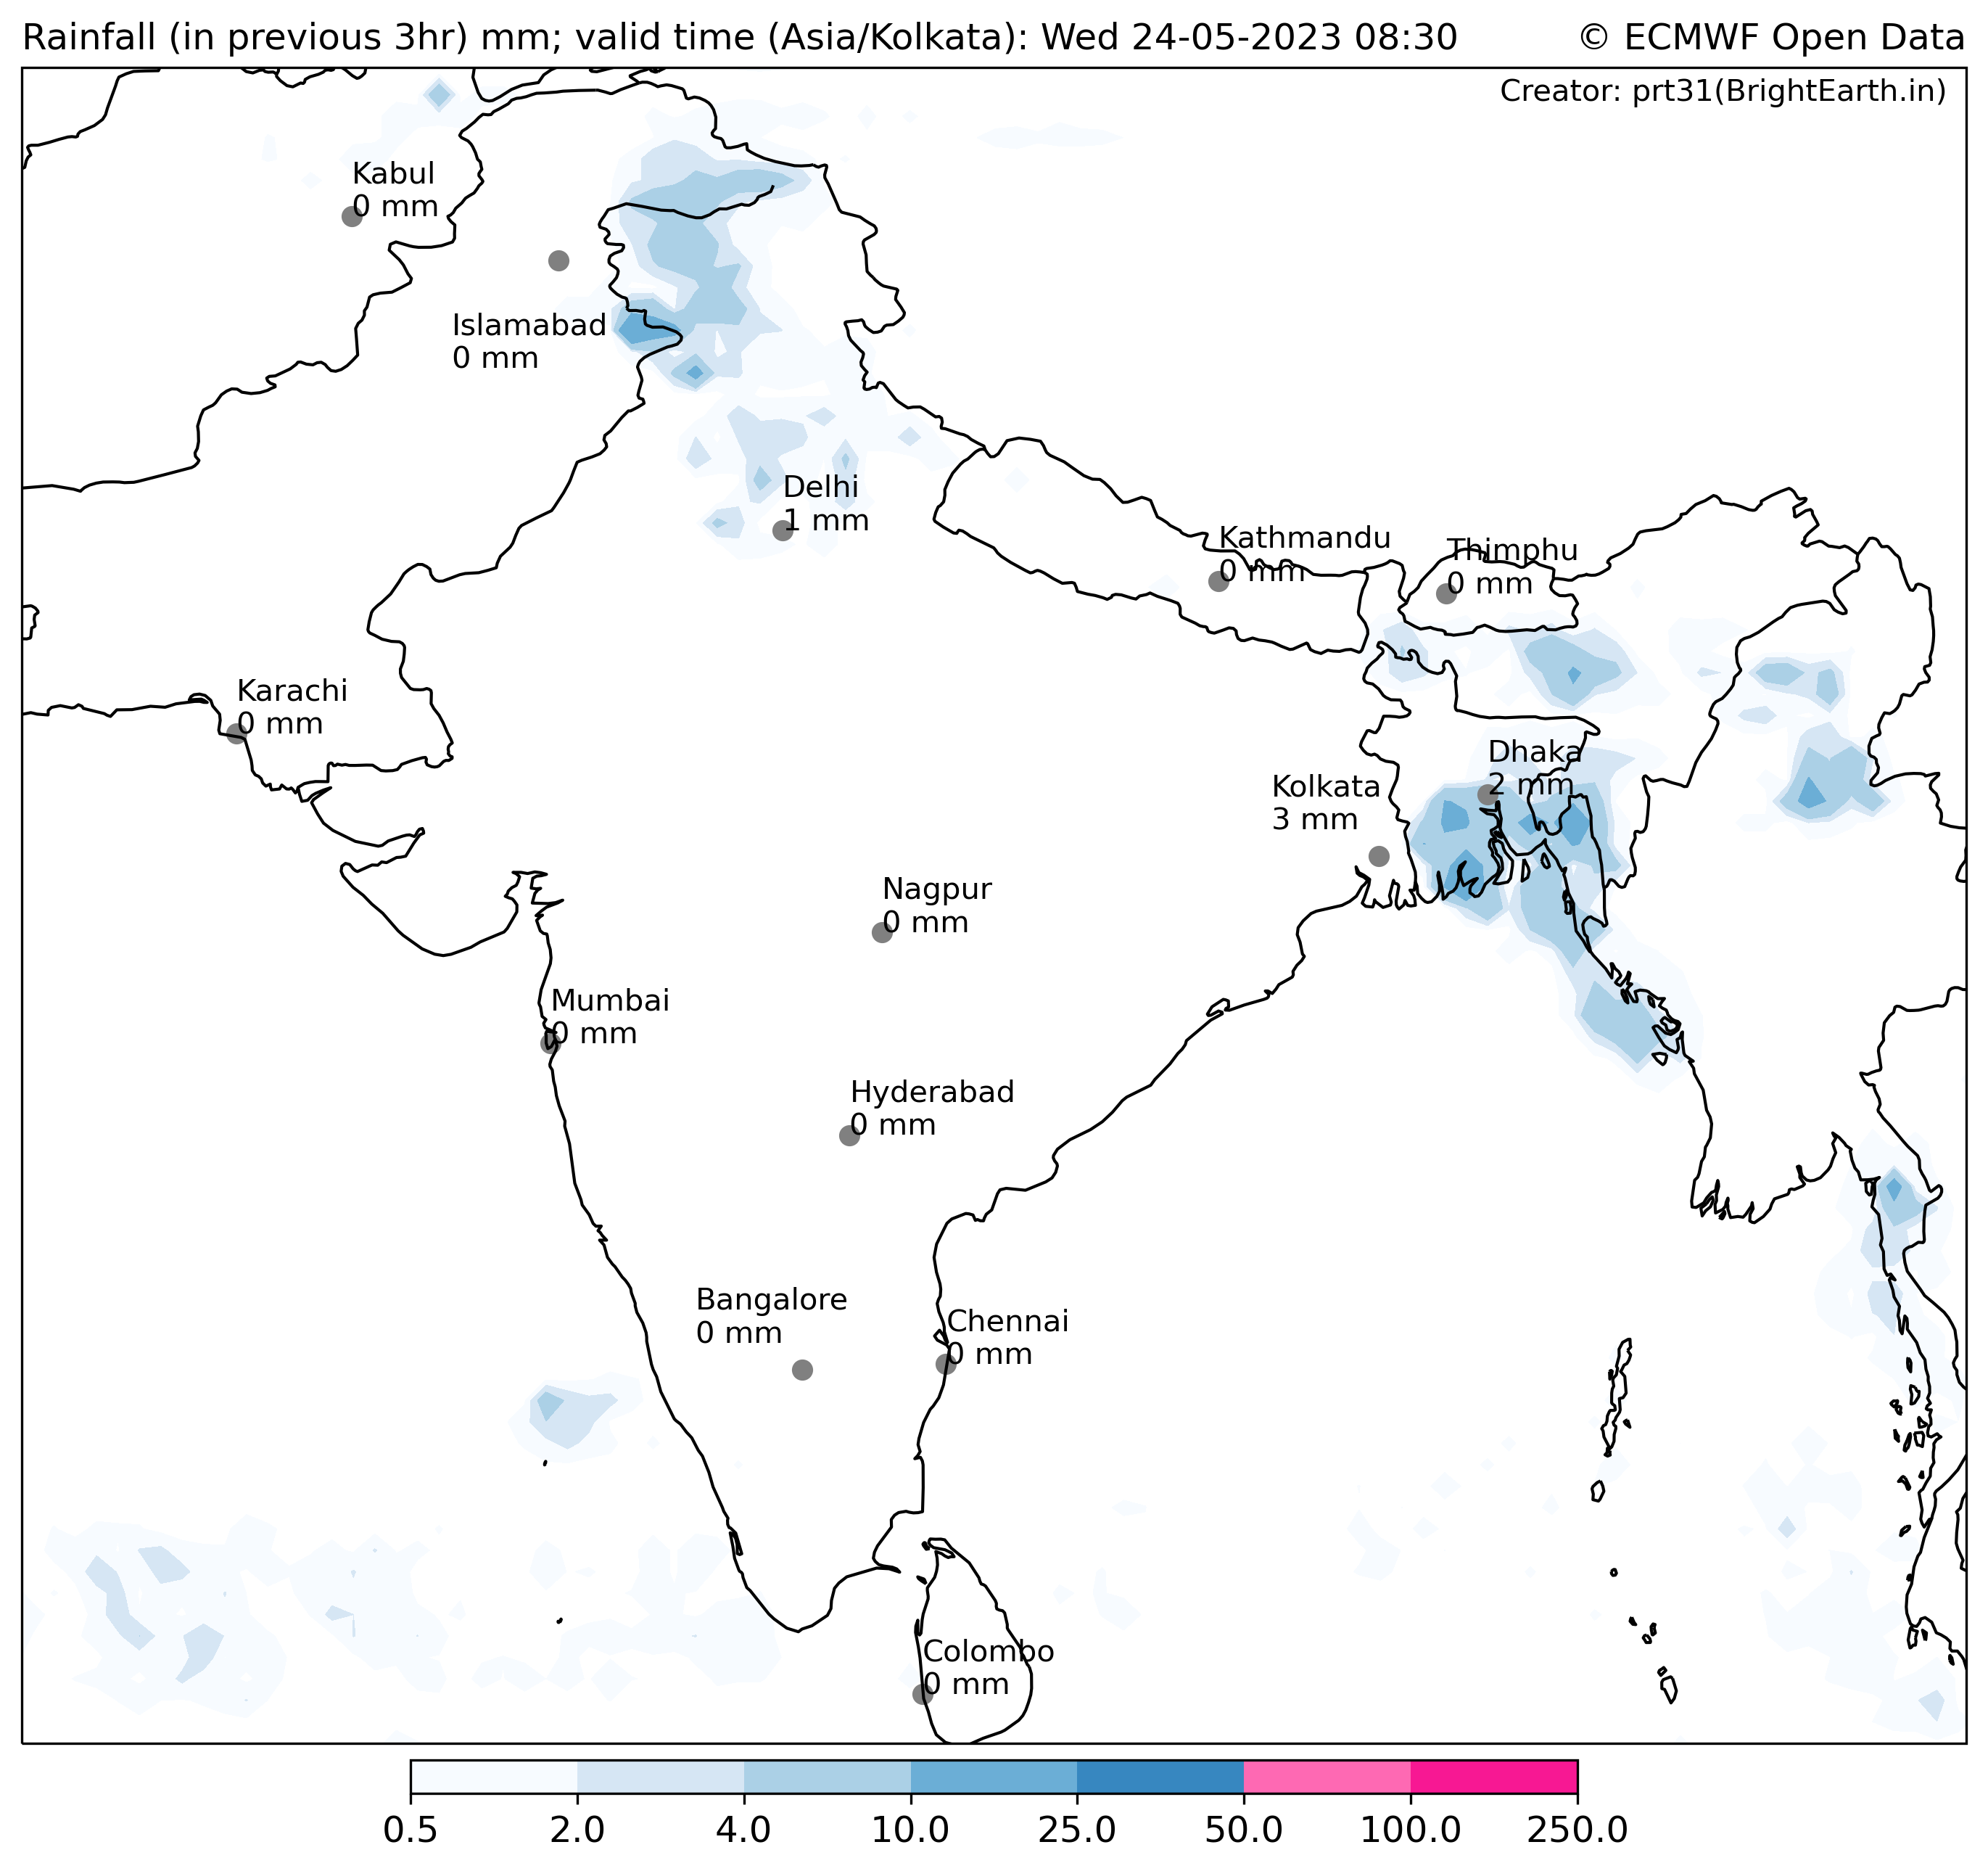 Rainfall (in previous 3hr) mm; valid time (Asia/Kolkata): Wed 24-05-2023 08:30
© ECMWF Open Data
Creator: prt31(BrightEarth.in)
Kabul
0 mm
Islamabad
0 mm
Delhi
1 mm
Kathmandu
0 mm
Thimphu
0 mm
Karachi
0 mm
Dhaka
2 mm
Kolkata
3 mm
Nagpur
0 mm
Mumbai
0 mm
Hyderabad
0 mm
Bangalore
0 mm
Chennai
0 mm
Colombo
0 mm
0.5 2.0 4.0 10.0 25.0 50.0 100.0 250.0